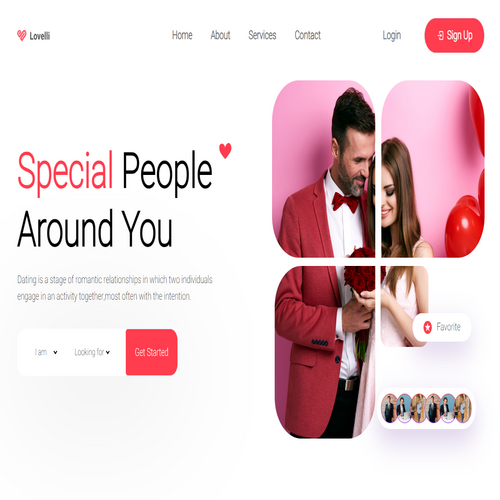 Lovelli
Home About Services Contact
Login
Sign Up
Special People
Around You
Dating is a stage of romantic relationships in which two individuals
engage in an activity together,most often with the intention.
I am
Looking for
Get Started
Favorite